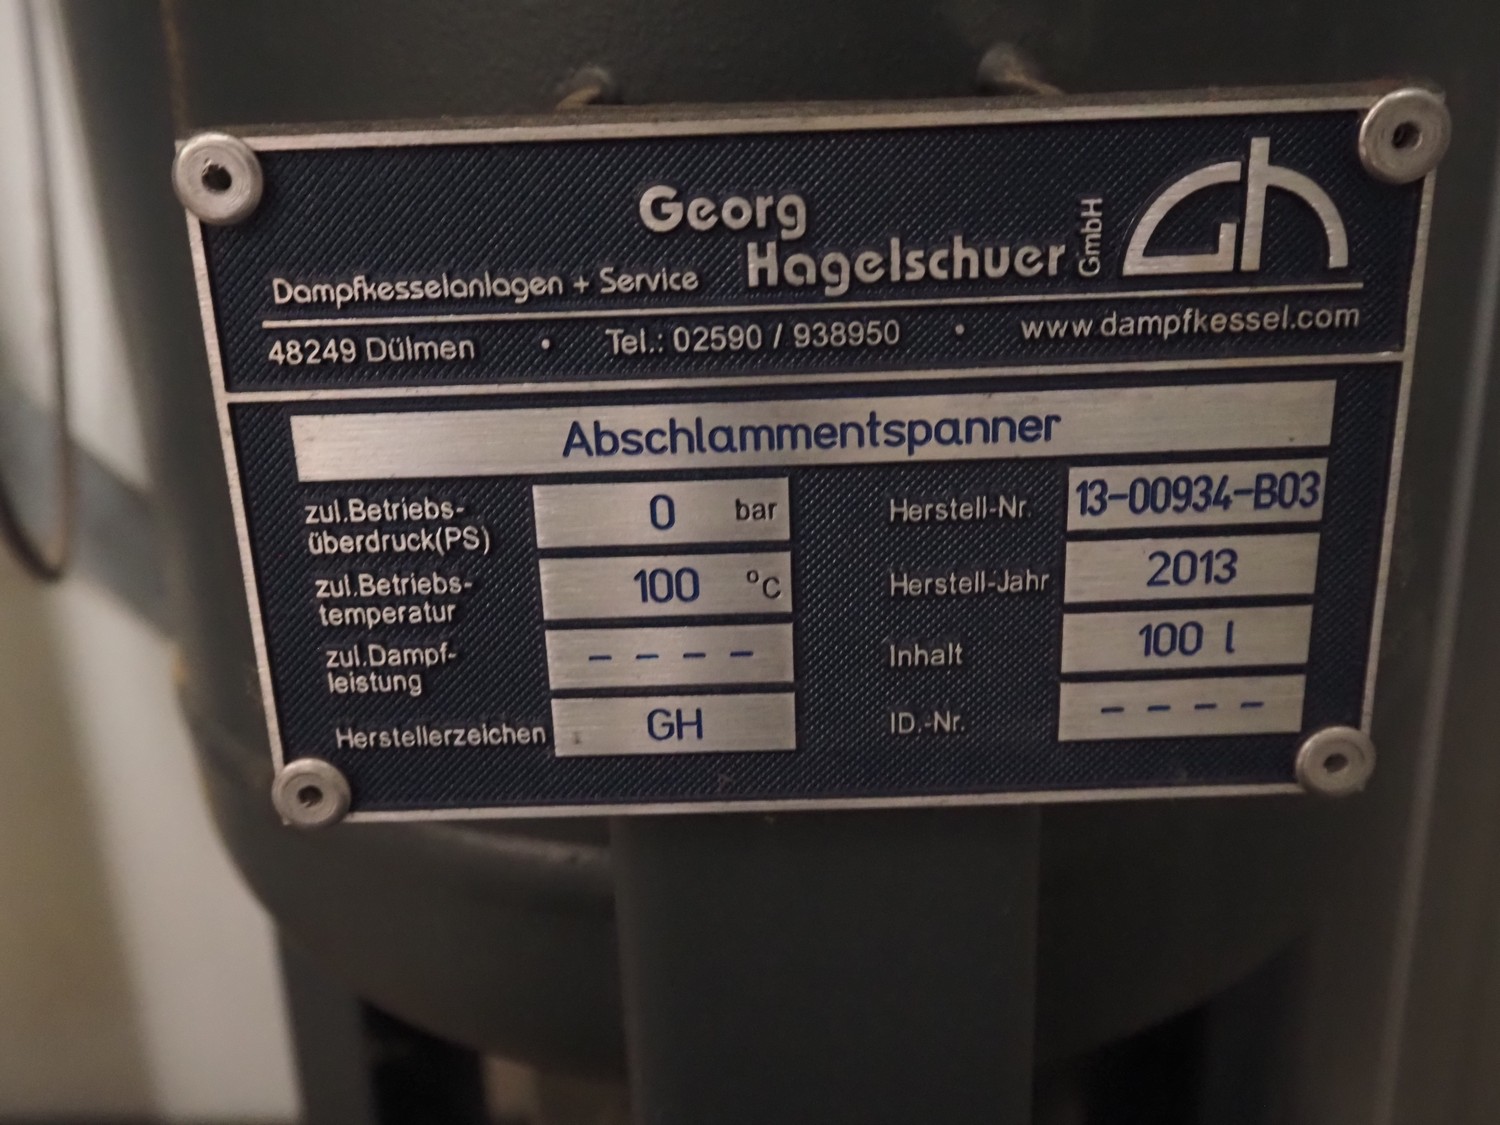 Georg
Hagelschuer GmbH
Gh
Dampfkesselanlagen + Service
48249 Dülmen • Tel.: 02590 / 938950 • www.dampfkessel.com
Abschlammentspanner
zul.Betriebs-
überdruck(PS) 0 bar
zul.Betriebs-
temperatur 100 °C
zul.Dampf-
leistung - - - -
Herstellerzeichen GH
Herstell-Nr. 13-00934-B03
Herstell-Jahr 2013
Inhalt 100 l
ID.-Nr. - - - -